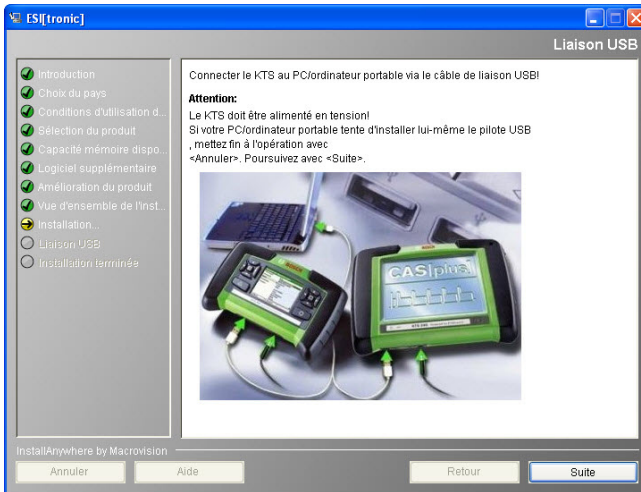 ESI[tronic]
Liaison USB
Introduction
Choix du pays
Conditions d'utilisation d...
Sélection du produit
Capacité mémoire dispo...
Logiciel supplémentaire
Amélioration du produit
Vue d'ensemble de l'inst...
Installation...
Liaison USB
Installation terminée
Connecter le KTS au PC/ordinateur portable via le câble de liaison USB!
Attention:
Le KTS doit être alimenté en tension!
Si votre PC/ordinateur portable tente d'installer lui-même le pilote USB
, mettez fin à l'opération avec
<Annuler>. Poursuivez avec <Suite>.
BOSCH
CAS[plus]
InstallAnywhere by Macrovision
Annuler
Aide
Retour
Suite